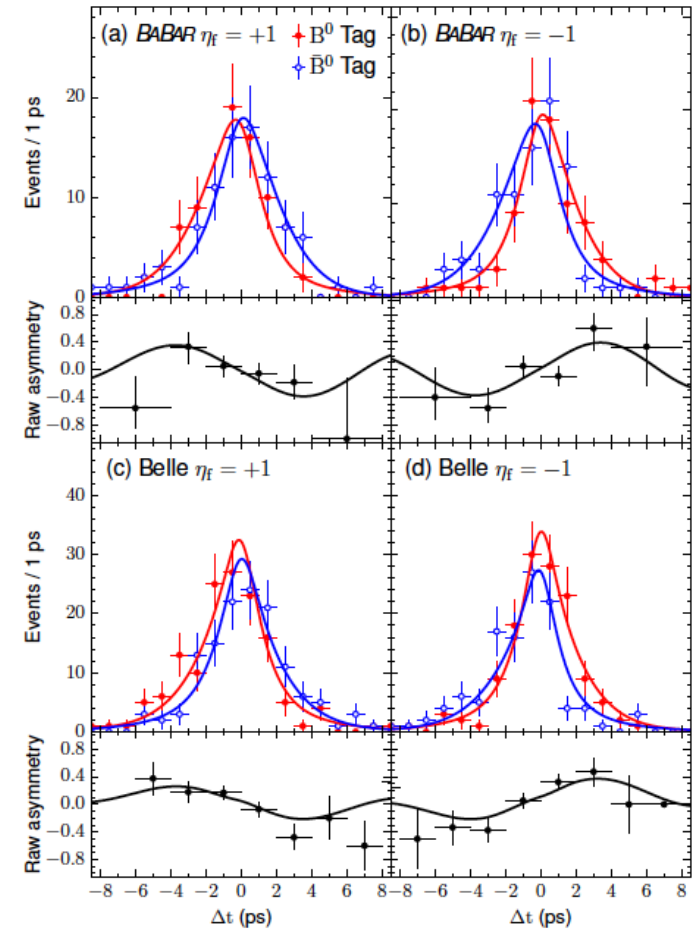 (a) BABAR ηf = +1
B⁰ Tag
B̄⁰ Tag
(b) BABAR ηf = −1
Events / 1 ps
20
10
0
Raw asymmetry
0.8
0.4
0.0
−0.4
−0.8
(c) Belle ηf = +1
(d) Belle ηf = −1
Events / 1 ps
40
30
20
10
0
Raw asymmetry
0.8
0.4
0.0
−0.4
−0.8
−8 −6 −4 −2 0 2 4 6 8 −6 −4 −2 0 2 4 6 8
Δt (ps) Δt (ps)